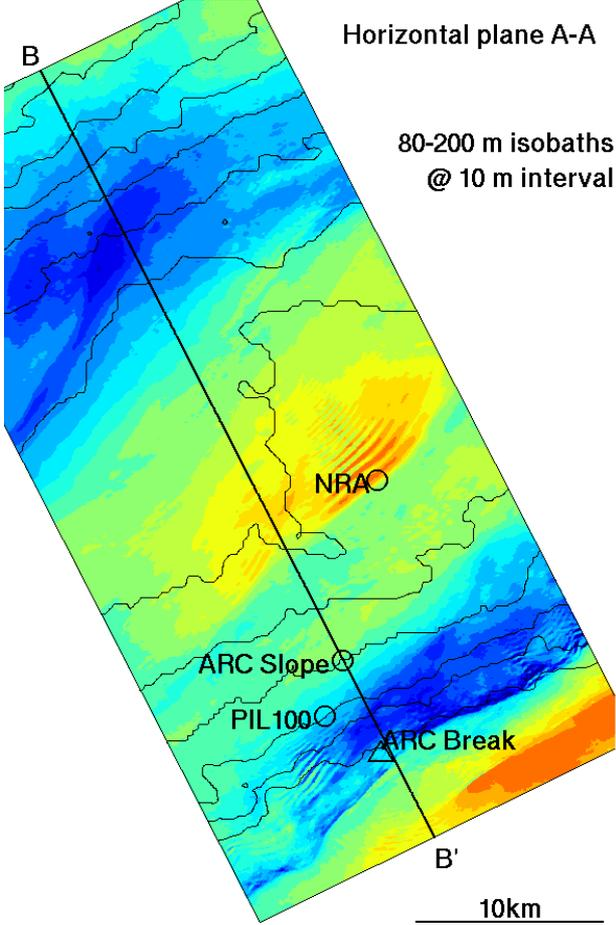 Horizontal plane A-A
B
80-200 m isobaths
@ 10 m interval
NRA
ARC Slope
PIL100
ARC Break
B'
10km